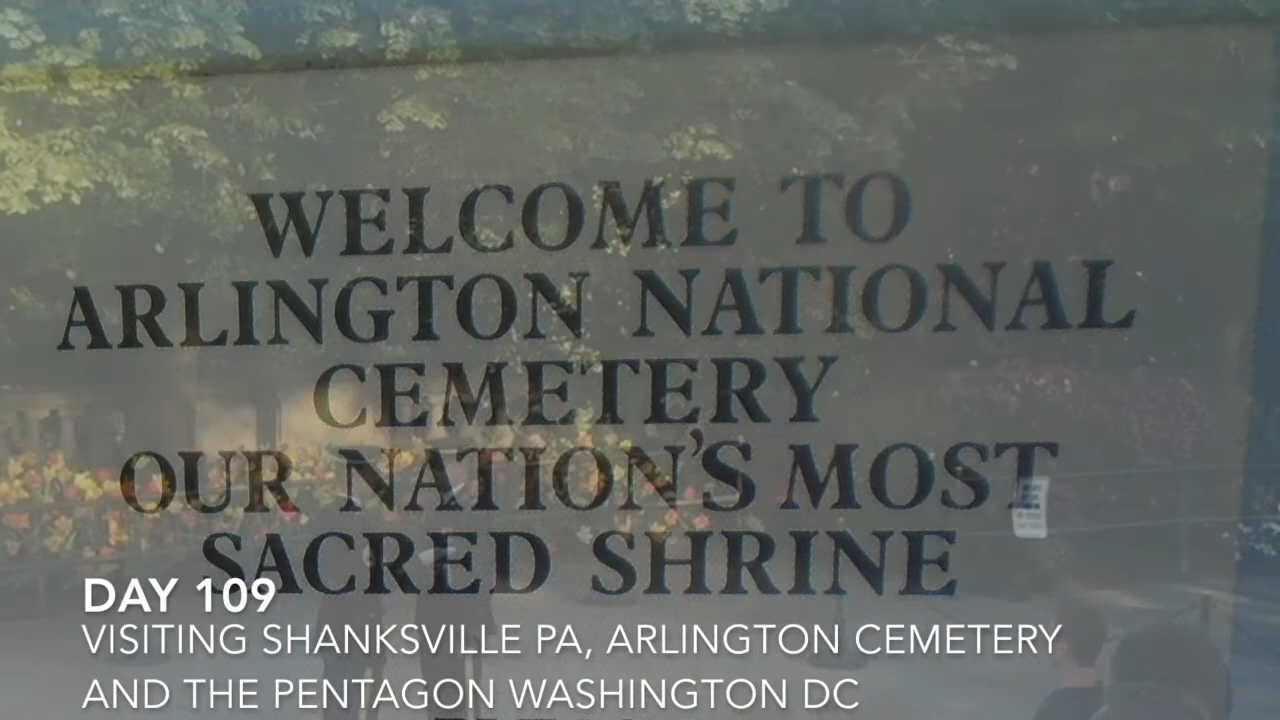 WELCOME TO
ARLINGTON NATIONAL
CEMETERY
OUR NATION'S MOST
SACRED SHRINE
DAY 109
VISITING SHANKSVILLE PA, ARLINGTON CEMETERY
AND THE PENTAGON WASHINGTON DC